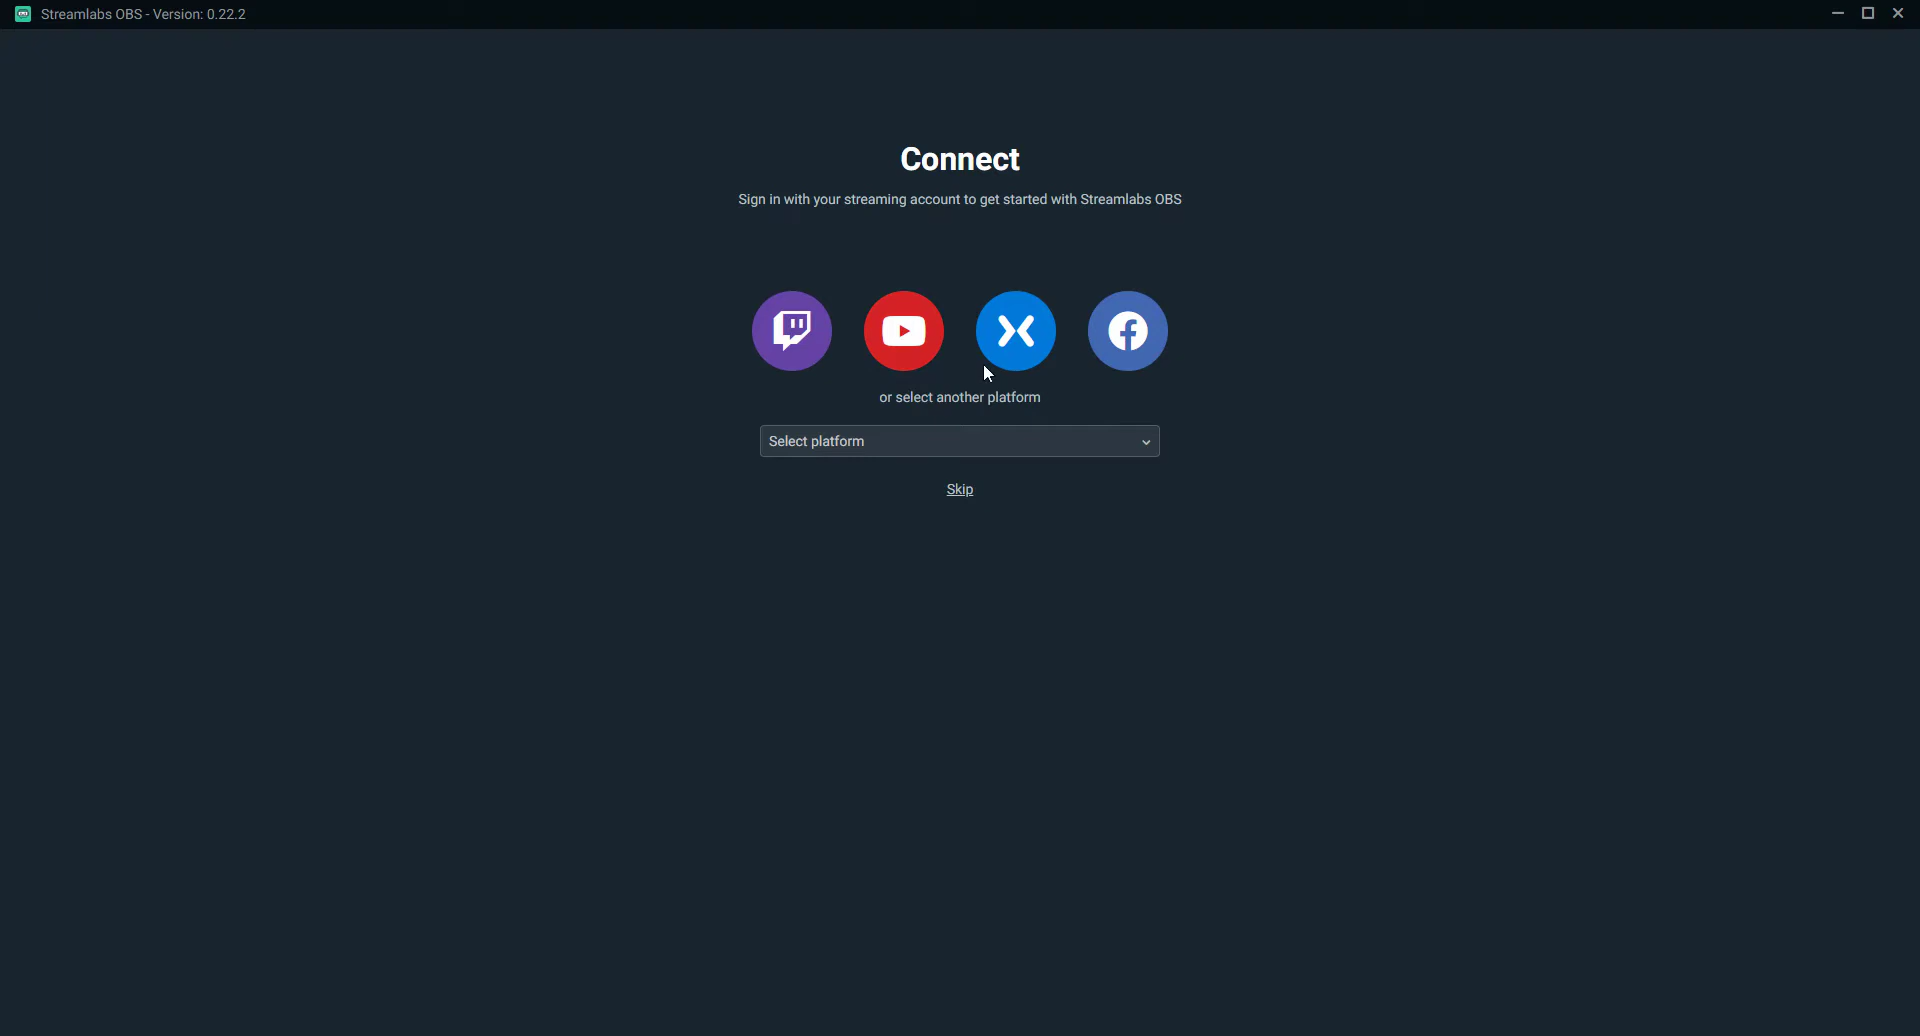 Streamlabs OBS - Version: 0.22.2
Connect
Sign in with your streaming account to get started with Streamlabs OBS
or select another platform
Select platform
Skip